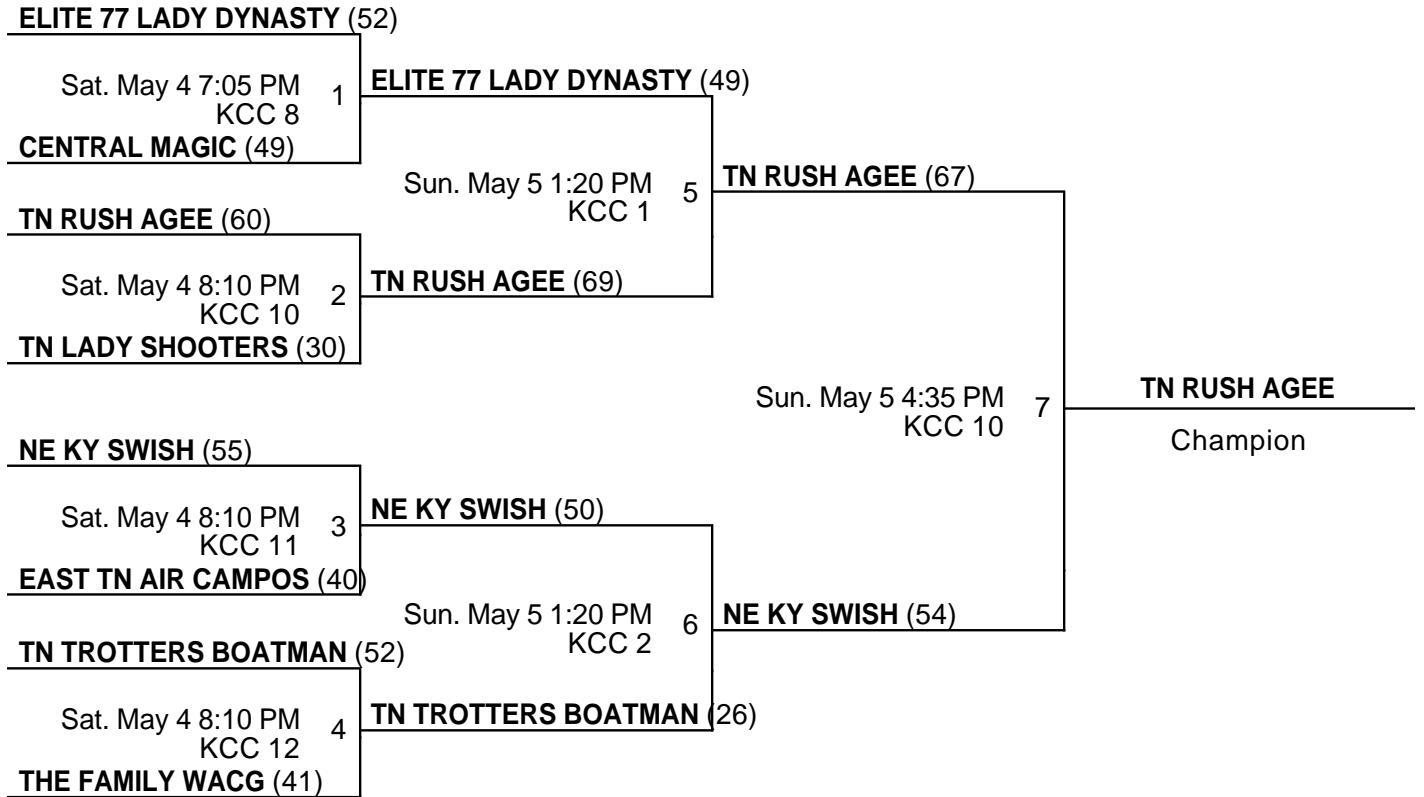 ELITE 77 LADY DYNASTY (52)
Sat. May 4 7:05 PM 1
KCC 8
CENTRAL MAGIC (49)
ELITE 77 LADY DYNASTY (49)
Sun. May 5 1:20 PM 5
KCC 1
TN RUSH AGEE (60)
Sat. May 4 8:10 PM 2
KCC 10
TN LADY SHOOTERS (30)
TN RUSH AGEE (69)
TN RUSH AGEE (67)
Sun. May 5 4:35 PM 7
KCC 10
TN RUSH AGEE
Champion
NE KY SWISH (55)
Sat. May 4 8:10 PM 3
KCC 11
EAST TN AIR CAMPOS (40)
NE KY SWISH (50)
Sun. May 5 1:20 PM 6
KCC 2
NE KY SWISH (54)
TN TROTTERS BOATMAN (52)
Sat. May 4 8:10 PM 4
KCC 12
THE FAMILY WACG (41)
TN TROTTERS BOATMAN (26)